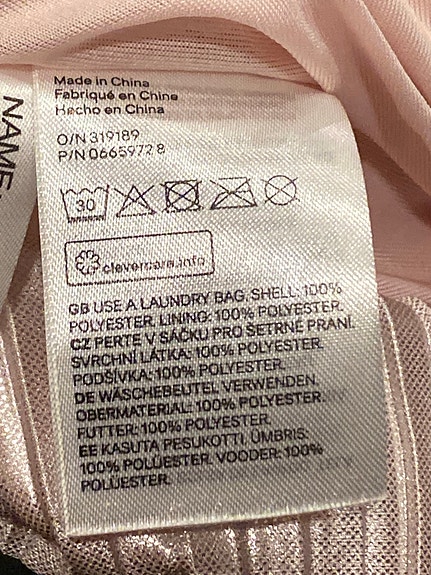 Made in China
Fabriqué en Chine
Hecho en China
O/N 319189
P/N 0665972 8
NAME:
30
clevercare.info
GB USE A LAUNDRY BAG. SHELL: 100%
POLYESTER. LINING: 100% POLYESTER.
CZ PERTE V SÁČKU PRO ŠETRNÉ PRANÍ.
SVRCHNÍ LÁTKA: 100% POLYESTER.
PODŠÍVKA: 100% POLYESTER.
DE WÄSCHEBEUTEL VERWENDEN.
OBERMATERIAL: 100% POLYESTER.
FUTTER: 100% POLYESTER.
EE KASUTA PESUKOTTI. ÜMBRIS:
100% POLÜESTER. VOODER: 100%
POLÜESTER.